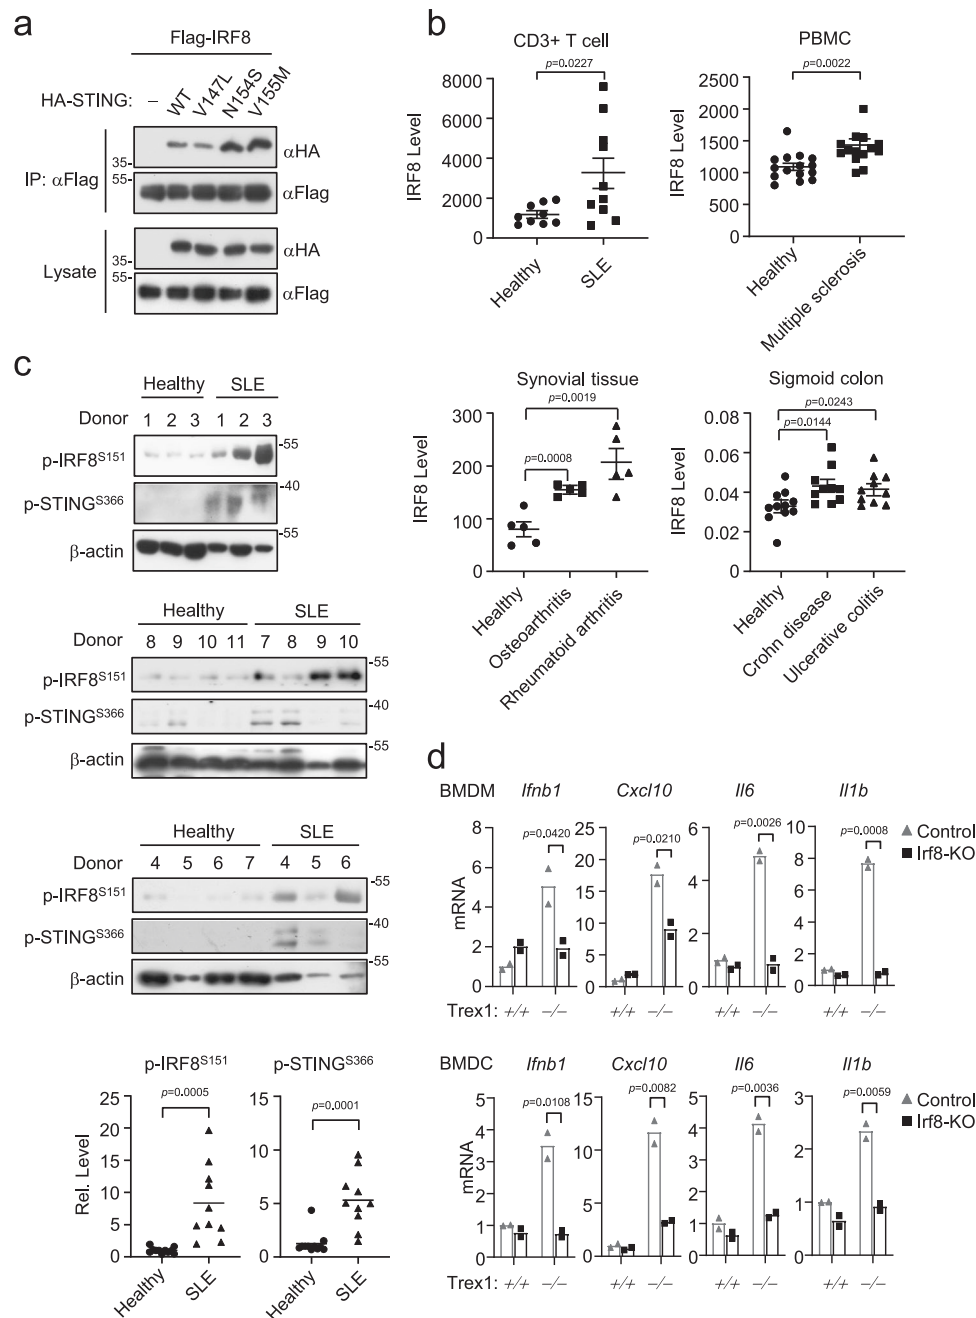 a
Flag-IRF8
HA-STING: – WT V147L N154S V155M
IP: αFlag
35-
αHA
55-
αFlag
Lysate
35-
αHA
55-
αFlag
b
CD3+ T cell
p=0.0227
IRF8 Level
8000
6000
4000
2000
0
Healthy
SLE
PBMC
p=0.0022
IRF8 Level
2500
2000
1500
1000
500
0
Healthy
Multiple sclerosis
Synovial tissue
p=0.0019
p=0.0008
IRF8 Level
300
200
100
0
Healthy
Osteoarthritis
Rheumatoid arthritis
Sigmoid colon
p=0.0243
p=0.0144
IRF8 Level
0.08
0.06
0.04
0.02
0
Healthy
Crohn disease
Ulcerative colitis
c
Healthy SLE
Donor 1 2 3 1 2 3
p-IRF8S151 -55
p-STINGS366 -40
β-actin -55
Healthy SLE
Donor 8 9 10 11 7 8 9 10
p-IRF8S151 -55
p-STINGS366 -40
β-actin -55
Healthy SLE
Donor 4 5 6 7 4 5 6
p-IRF8S151 -55
p-STINGS366 -40
β-actin -55
p-IRF8S151
p=0.0005
Rel. Level
25
20
15
10
5
0
Healthy
SLE
p-STINGS366
p=0.0001
15
10
5
0
Healthy
SLE
d
BMDM Ifnb1 Cxcl10 Il6 Il1b
p=0.0420 p=0.0210 p=0.0026 p=0.0008
Control
Irf8-KO
mRNA
8
6
4
2
0
25
20
15
10
5
0
6
4
2
0
10
8
6
4
2
0
Trex1: +/+ –/– +/+ –/– +/+ –/– +/+ –/–
BMDC Ifnb1 Cxcl10 Il6 Il1b
p=0.0108 p=0.0082 p=0.0036 p=0.0059
Control
Irf8-KO
mRNA
5
4
3
2
1
0
15
10
5
0
5
4
3
2
1
0
3
2
1
0
Trex1: +/+ –/– +/+ –/– +/+ –/– +/+ –/–